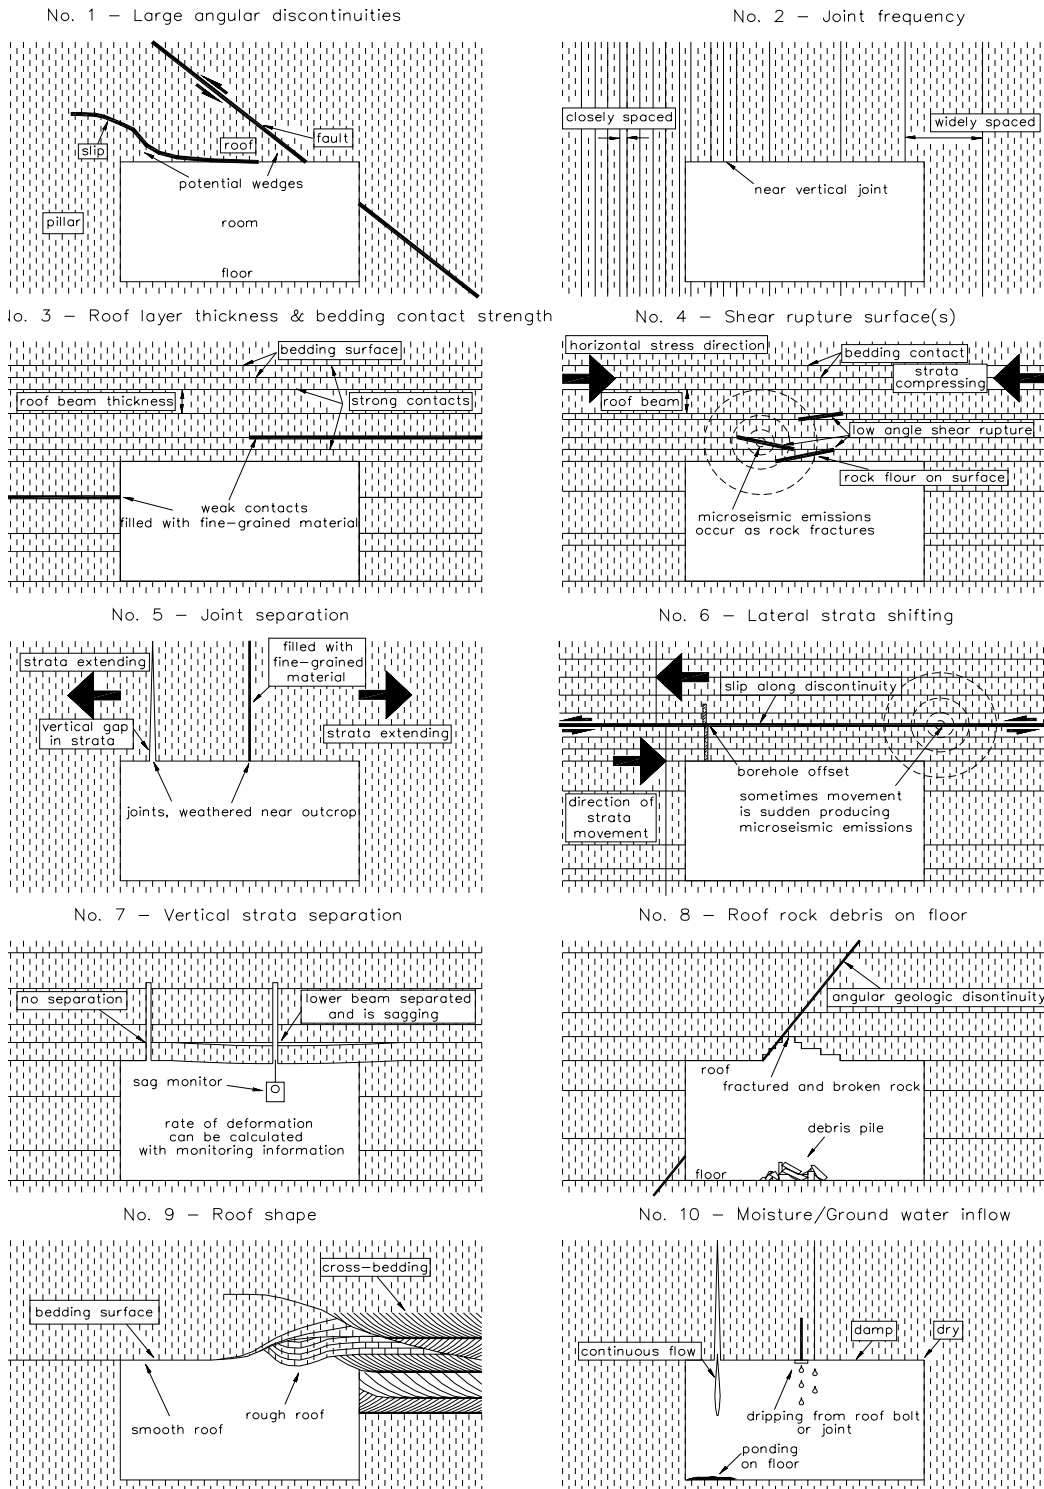 No. 1 – Large angular discontinuities
slip
roof
fault
potential wedges
pillar
room
floor
No. 2 – Joint frequency
closely spaced
widely spaced
near vertical joint
No. 3 – Roof layer thickness & bedding contact strength
bedding surface
roof beam thickness
strong contacts
weak contacts
filled with fine-grained material
No. 4 – Shear rupture surface(s)
horizontal stress direction
bedding contact
strata
compressing
roof beam
low angle shear rupture
rock flour on surface
microseismic emissions
occur as rock fractures
No. 5 – Joint separation
strata extending
filled with
fine-grained
material
vertical gap
in strata
strata extending
joints, weathered near outcrop
No. 6 – Lateral strata shifting
slip along discontinuity
borehole offset
direction of
strata
movement
sometimes movement
is sudden producing
microseismic emissions
No. 7 – Vertical strata separation
no separation
lower beam separated
and is sagging
sag monitor
rate of deformation
can be calculated
with monitoring information
No. 8 – Roof rock debris on floor
angular geologic disontinuity
roof
fractured and broken rock
debris pile
floor
No. 9 – Roof shape
cross-bedding
bedding surface
rough roof
smooth roof
No. 10 – Moisture/Ground water inflow
damp
dry
continuous flow
dripping from roof bolt
or joint
ponding
on floor